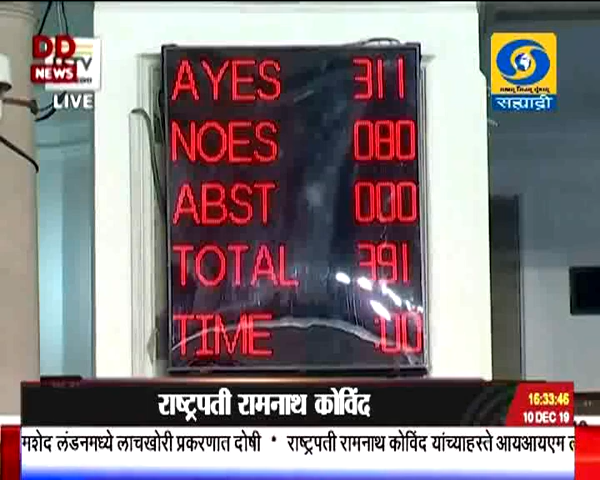 DD
NEWS
LIVE
सह्याद्री
AYES 311
NOES 080
ABST 000
TOTAL 391
TIME :00
राष्ट्रपती रामनाथ कोविंद
16:33:46
10 DEC 19
मशेद लंडनमध्ये लाचखोरी प्रकरणात दोषी * राष्ट्रपती रामनाथ कोविंद यांच्याहस्ते आयआयएम